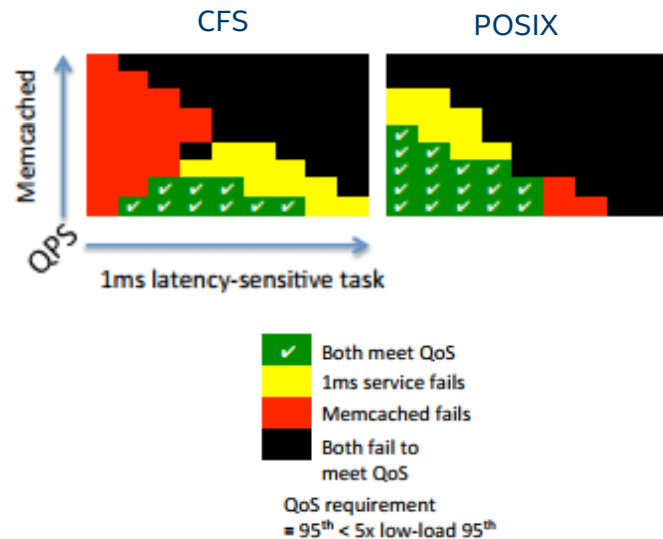 CFS POSIX
Memcached
QPS
1ms latency-sensitive task
✔ Both meet QoS
1ms service fails
Memcached fails
Both fail to
meet QoS
QoS requirement
= 95th < 5x low-load 95th